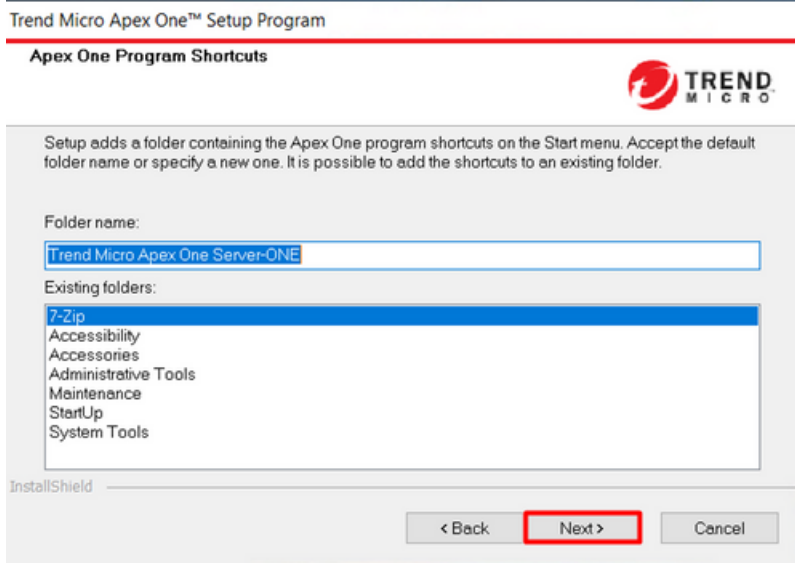 Trend Micro Apex One™ Setup Program
Apex One Program Shortcuts
TREND
MICRO
Setup adds a folder containing the Apex One program shortcuts on the Start menu. Accept the default
folder name or specify a new one. It is possible to add the shortcuts to an existing folder.
Folder name:
Trend Micro Apex One Server-ONE
Existing folders:
7-Zip
Accessibility
Accessories
Administrative Tools
Maintenance
StartUp
System Tools
InstallShield
< Back Next > Cancel